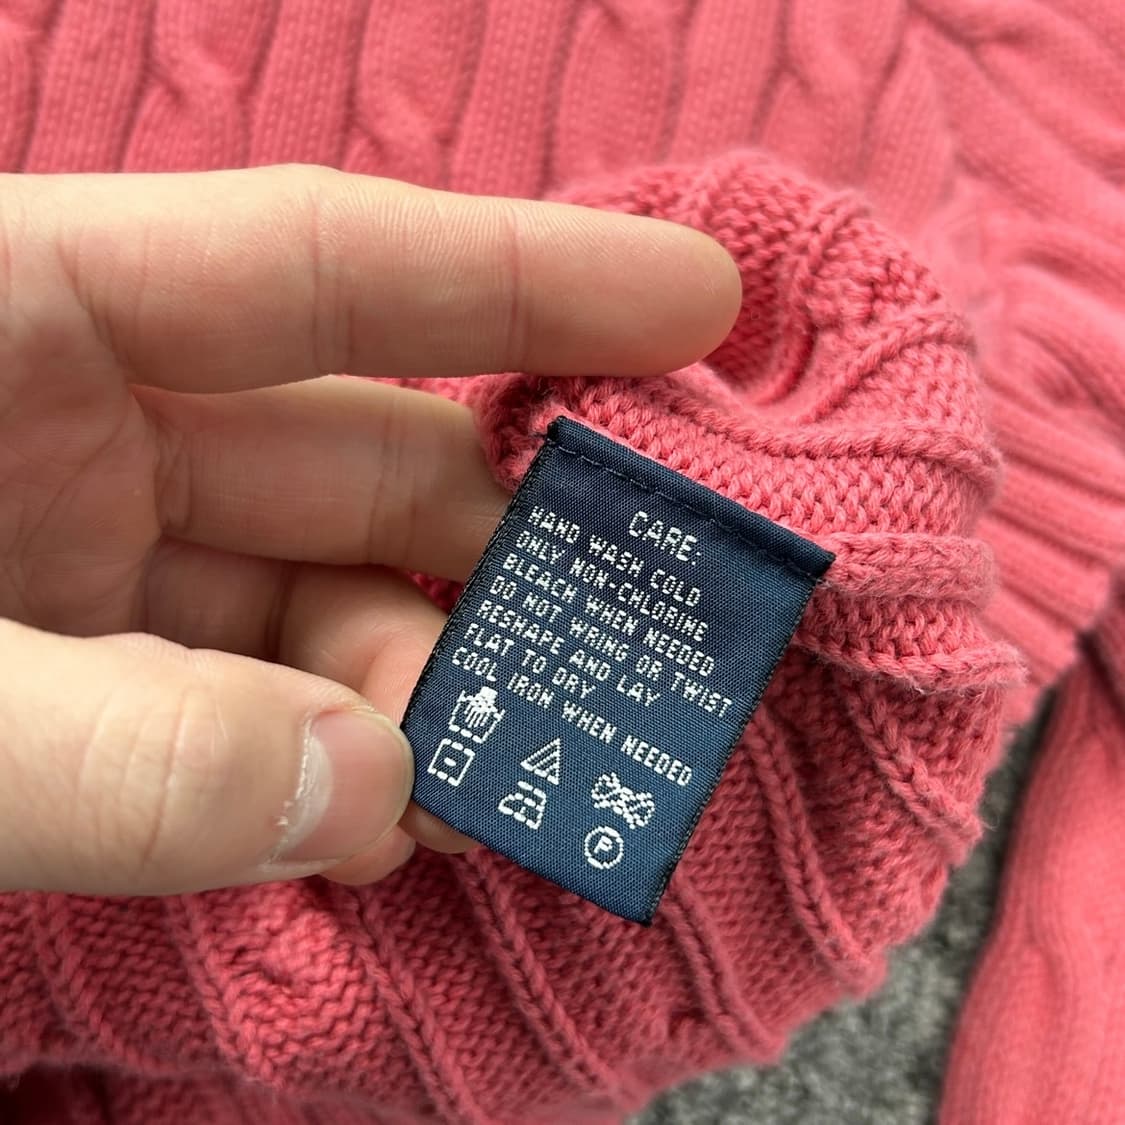 CARE:
HAND WASH COLD
ONLY NON-CHLORINE
BLEACH WHEN NEEDED
DO NOT WRING OR TWIST
RESHAPE AND LAY
FLAT TO DRY
COOL IRON WHEN NEEDED
P